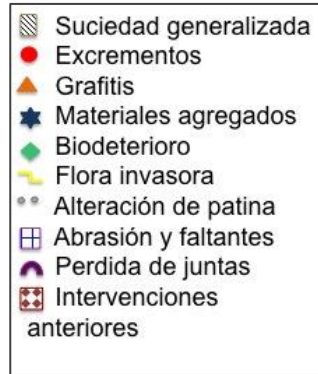 Suciedad generalizada
Excrementos
Grafitis
Materiales agregados
Biodeterioro
Flora invasora
Alteración de patina
Abrasión y faltantes
Perdida de juntas
Intervenciones
anteriores